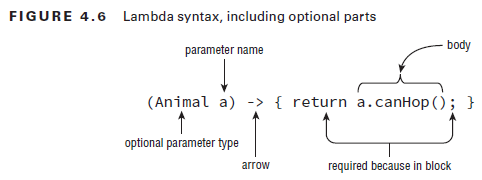 FIGURE 4.6 Lambda syntax, including optional parts
parameter name
body
(Animal a) -> { return a.canHop(); }
optional parameter type
arrow
required because in block